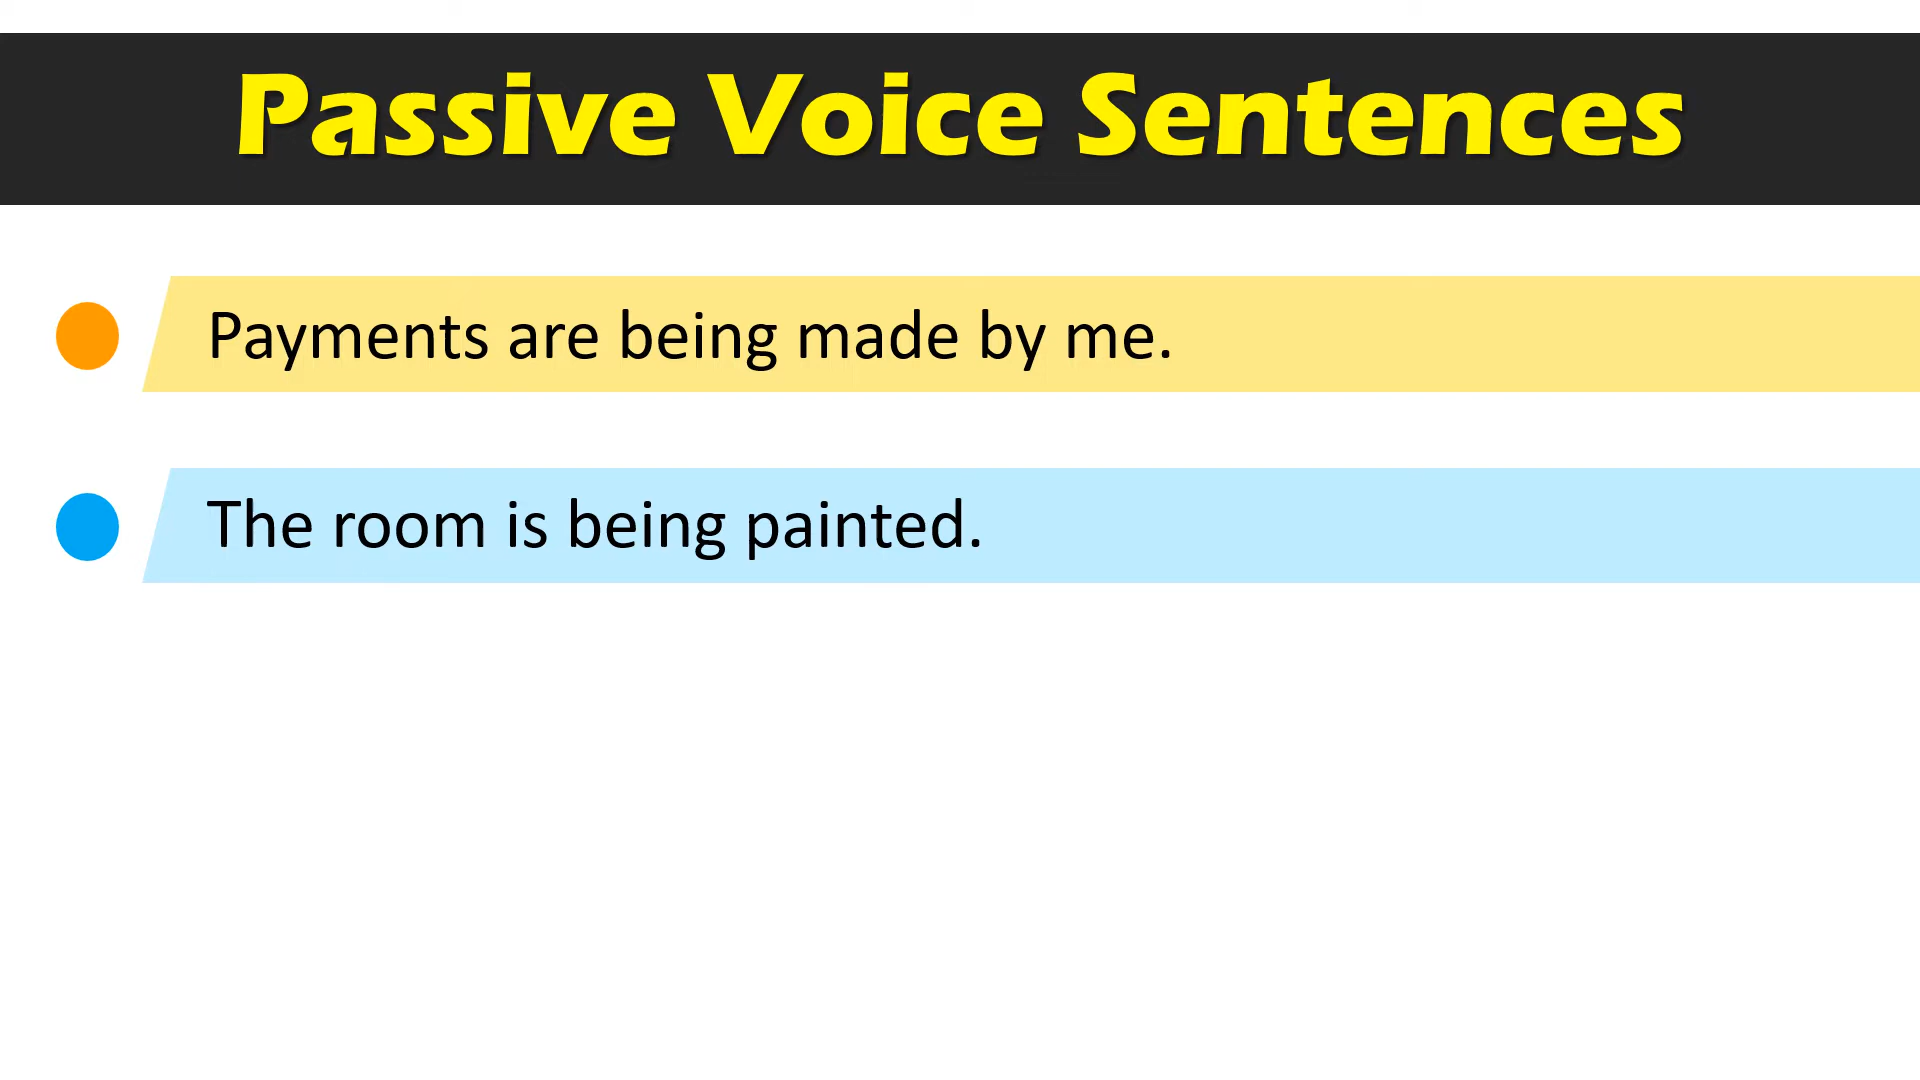 Passive Voice Sentences
Payments are being made by me.
The room is being painted.